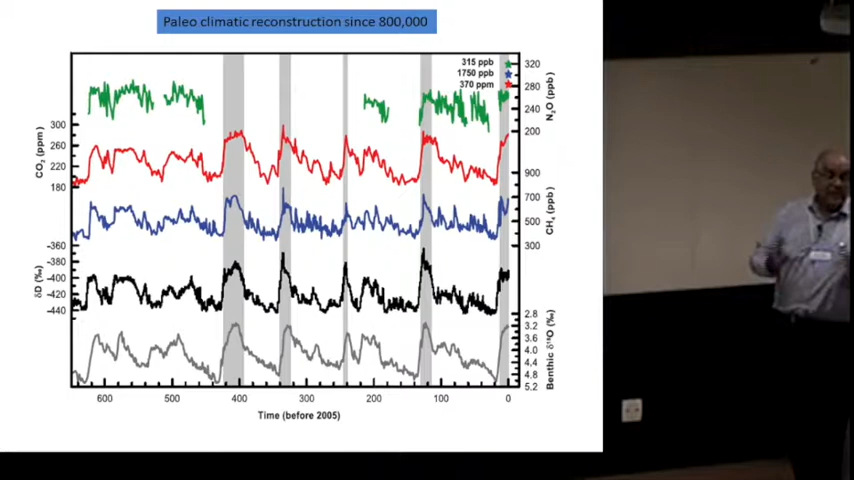 Paleo climatic reconstruction since 800,000
315 ppb
1750 ppb
370 ppm
320
280
240
200
N₂O (ppb)
300
260
220
180
CO₂ (ppm)
900
700
500
300
CH₄ (ppb)
-360
-380
-400
-420
-440
δD (‰)
2.8
3.2
3.6
4.0
4.4
4.8
5.2
Benthic δ¹⁸O (‰)
600 500 400 300 200 100 0
Time (before 2005)